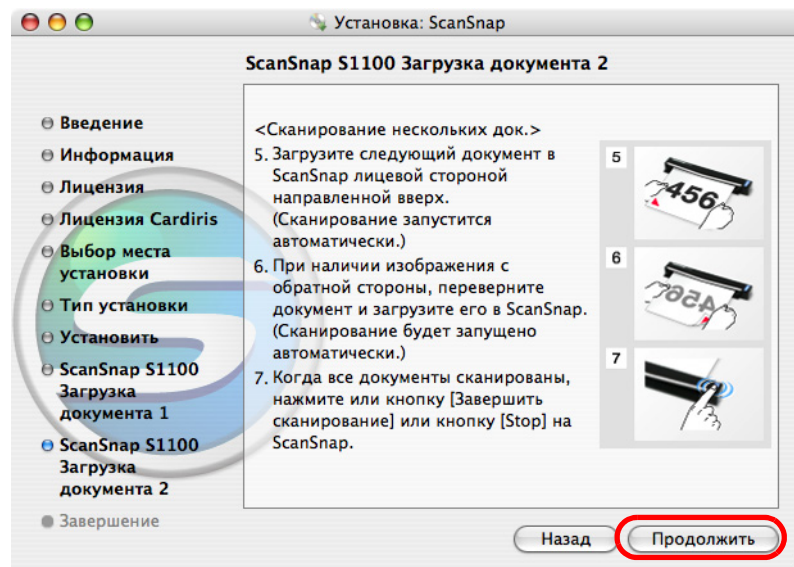 Установка: ScanSnap
ScanSnap S1100 Загрузка документа 2
Введение
Информация
Лицензия
Лицензия Cardiris
Выбор места
установки
Тип установки
Установить
ScanSnap S1100
Загрузка
документа 1
ScanSnap S1100
Загрузка
документа 2
Завершение
<Сканирование нескольких док.>
5. Загрузите следующий документ в
ScanSnap лицевой стороной
направленной вверх.
(Сканирование запустится
автоматически.)
6. При наличии изображения с
обратной стороны, переверните
документ и загрузите его в ScanSnap.
(Сканирование будет запущено
автоматически.)
7. Когда все документы сканированы,
нажмите или кнопку [Завершить
сканирование] или кнопку [Stop] на
ScanSnap.
5
456
6
456
7
Назад
Продолжить